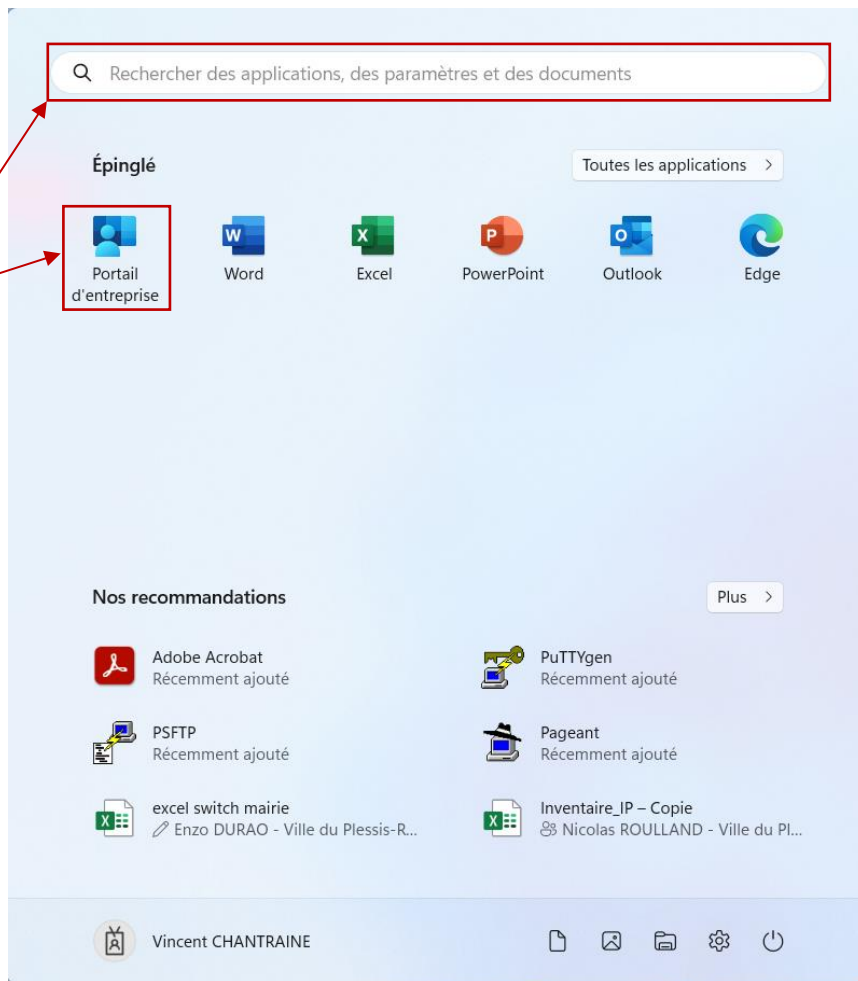 Rechercher des applications, des paramètres et des documents
Épinglé
Toutes les applications
Portail
d'entreprise
Word
Excel
PowerPoint
Outlook
Edge
Nos recommandations
Plus
Adobe Acrobat
Récemment ajouté
PuTTYgen
Récemment ajouté
PSFTP
Récemment ajouté
Pageant
Récemment ajouté
excel switch mairie
Enzo DURAO - Ville du Plessis-R...
Inventaire_IP – Copie
Nicolas ROULLAND - Ville du Pl...
Vincent CHANTRAINE